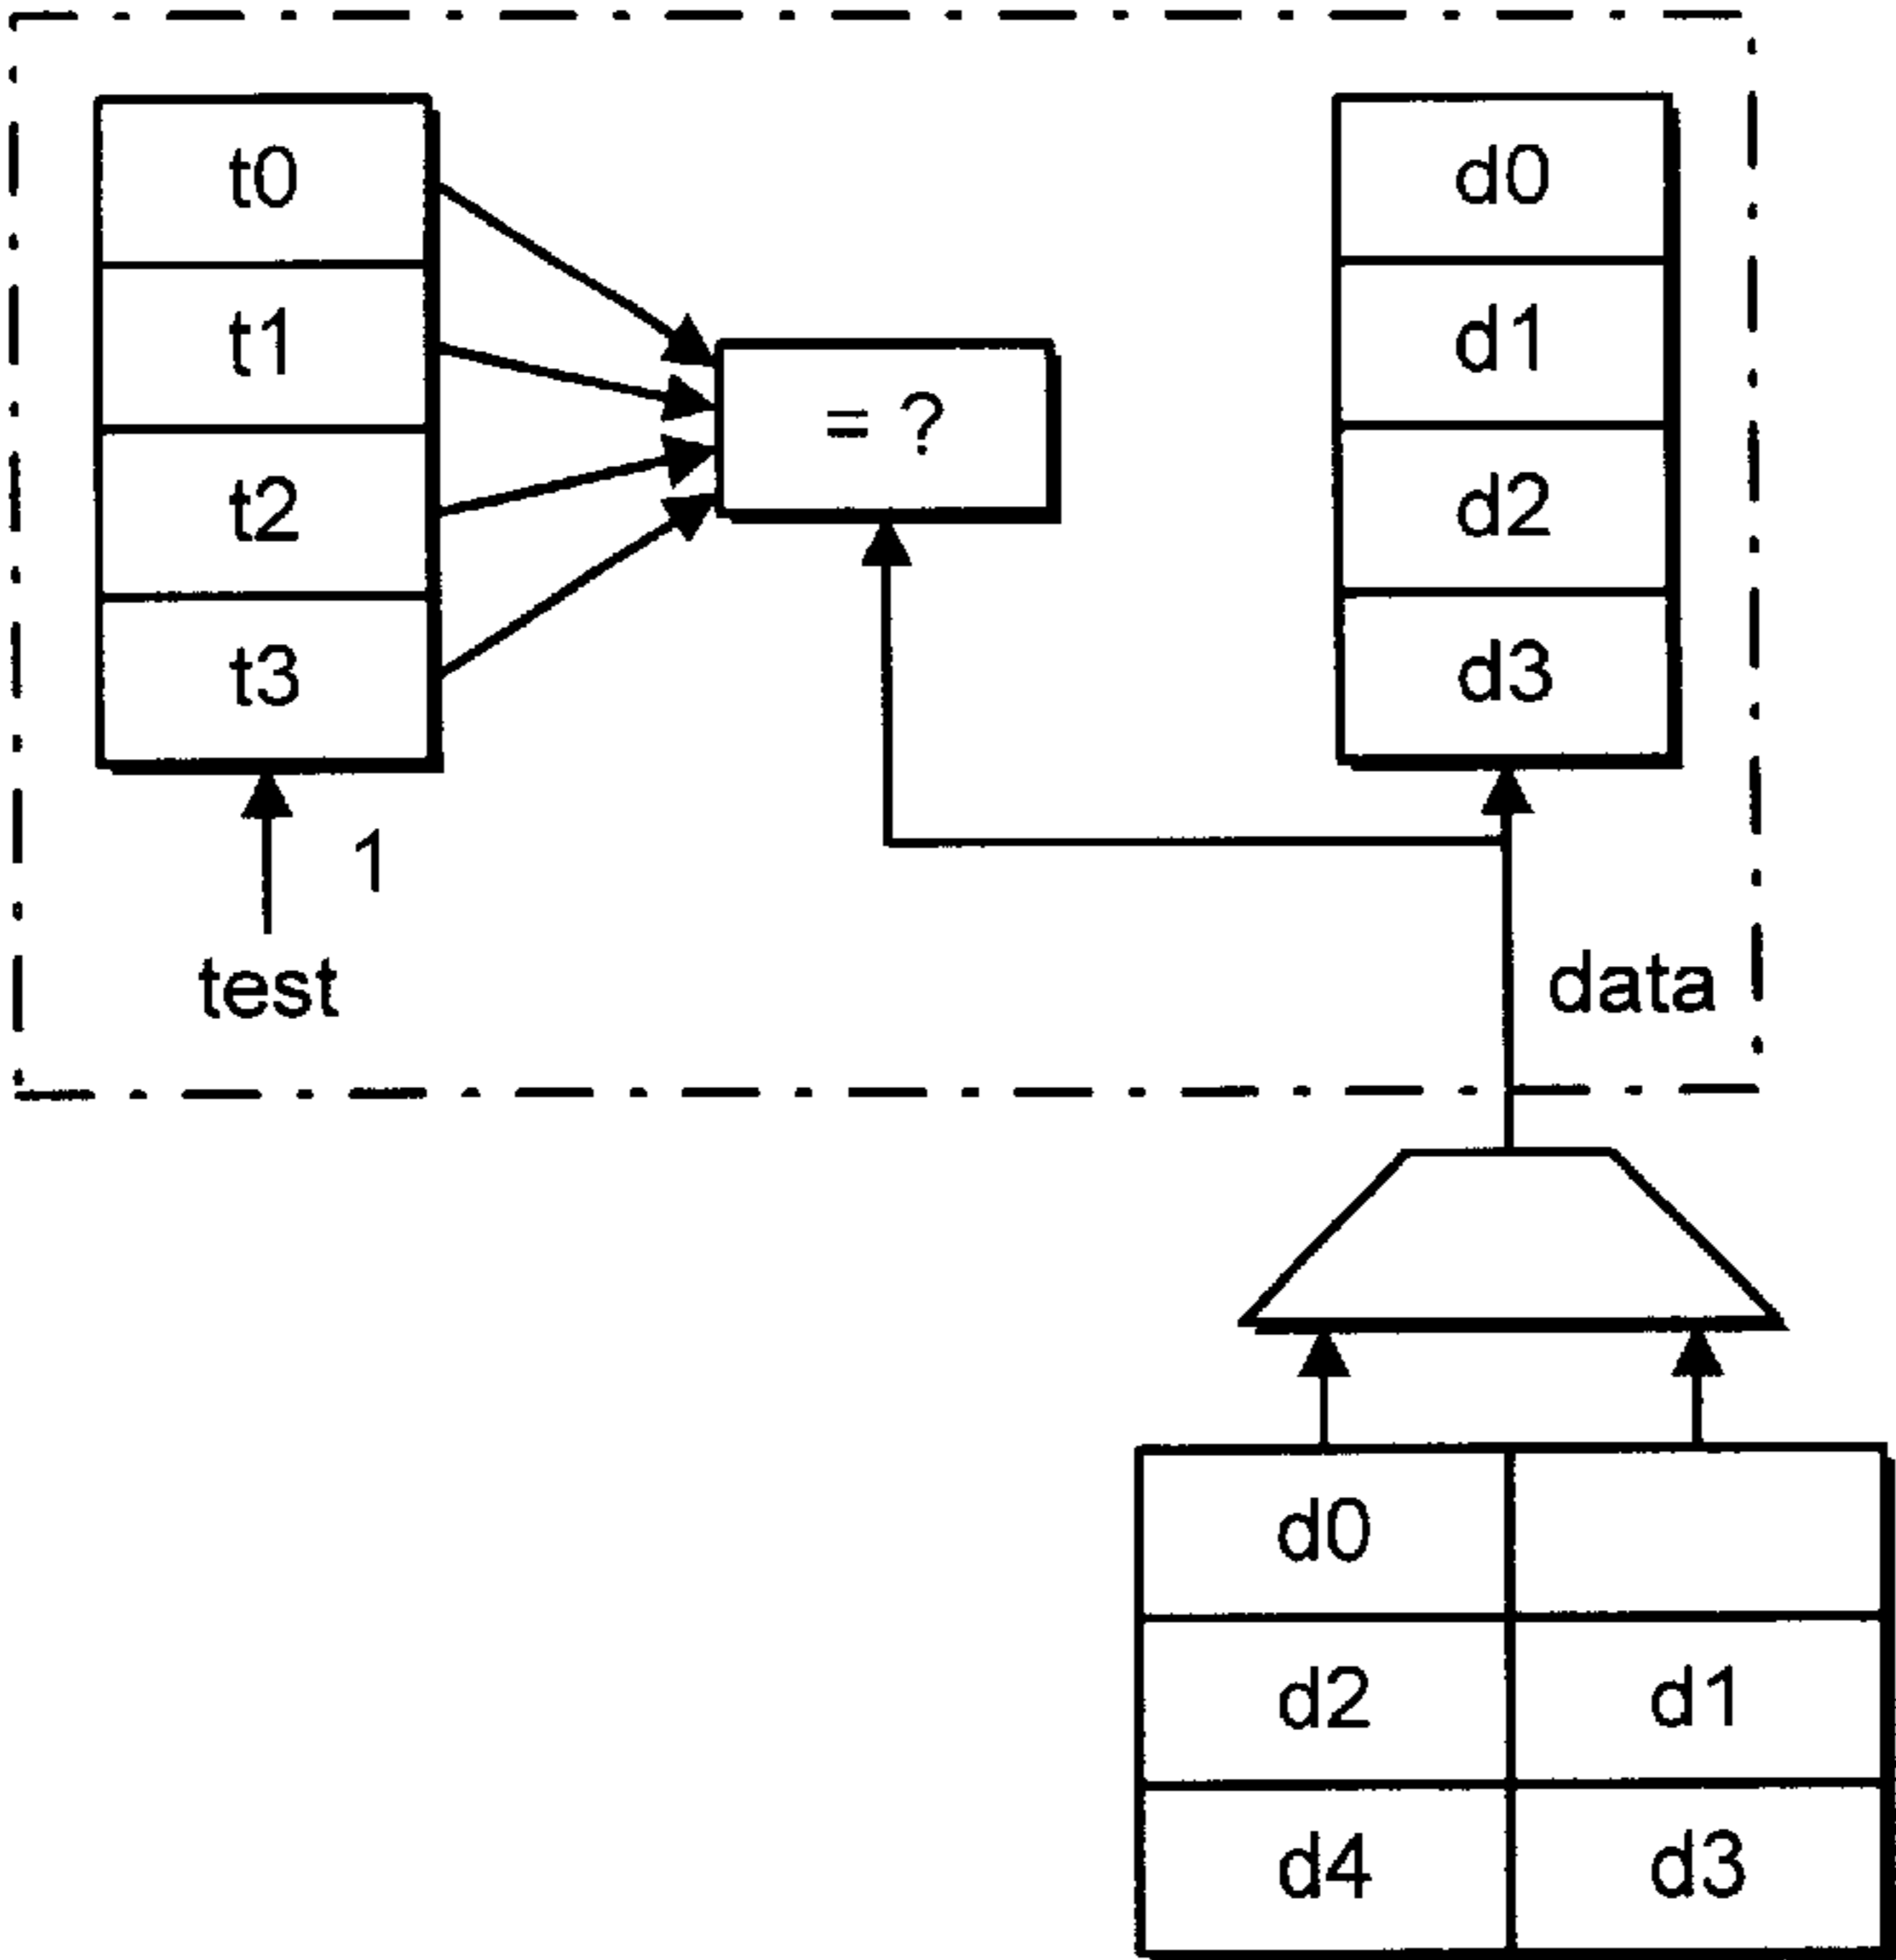 t0
t1
t2
t3
= ?
d0
d1
d2
d3
1
test
data
d0
d2 d1
d4 d3